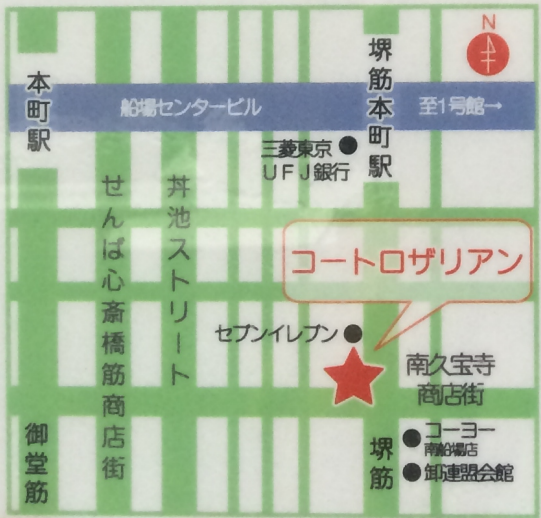 N
本町駅
船場センタービル
堺筋本町駅
至1号館→
三菱東京
UFJ銀行
せんば心斎橋筋商店街
丼池ストリート
コートロザリアン
セブンイレブン
南久宝寺
商店街
御堂筋
堺筋
コーヨー
南船場店
卸連盟会館